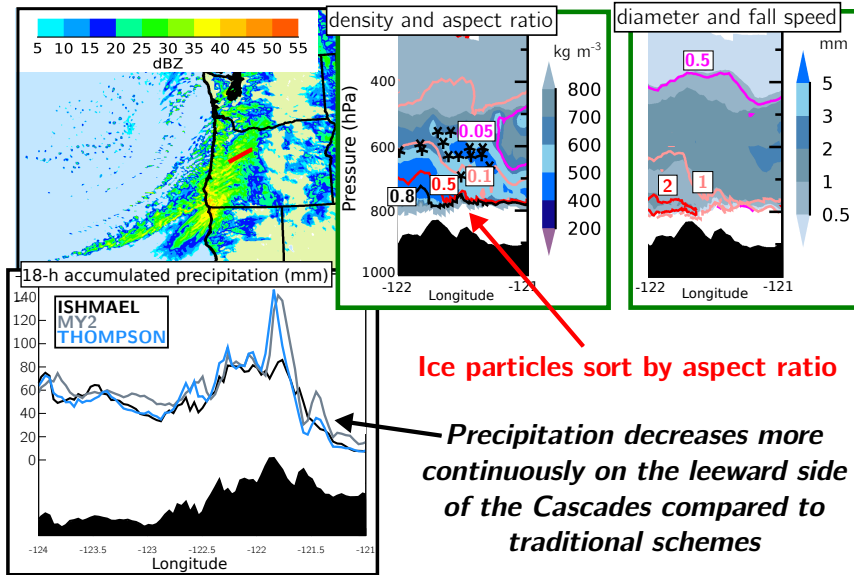 5 10 15 20 25 30 35 40 45 50 55
dBZ
density and aspect ratio
Pressure (hPa)
400
600
800
1000
0.05
0.1
0.5
0.8
-122
-121
Longitude
kg m-3
800
700
600
500
400
300
200
diameter and fall speed
0.5
2
1
-122
-121
Longitude
mm
5
3
2
1
0.5
-18-h accumulated precipitation (mm)
140
120
100
80
60
40
20
0
ISHMAEL
MY2
THOMPSON
-124 -123.5 -123 -122.5 -122 -121.5 -121
Longitude
Ice particles sort by aspect ratio
Precipitation decreases more
continuously on the leeward side
of the Cascades compared to
traditional schemes